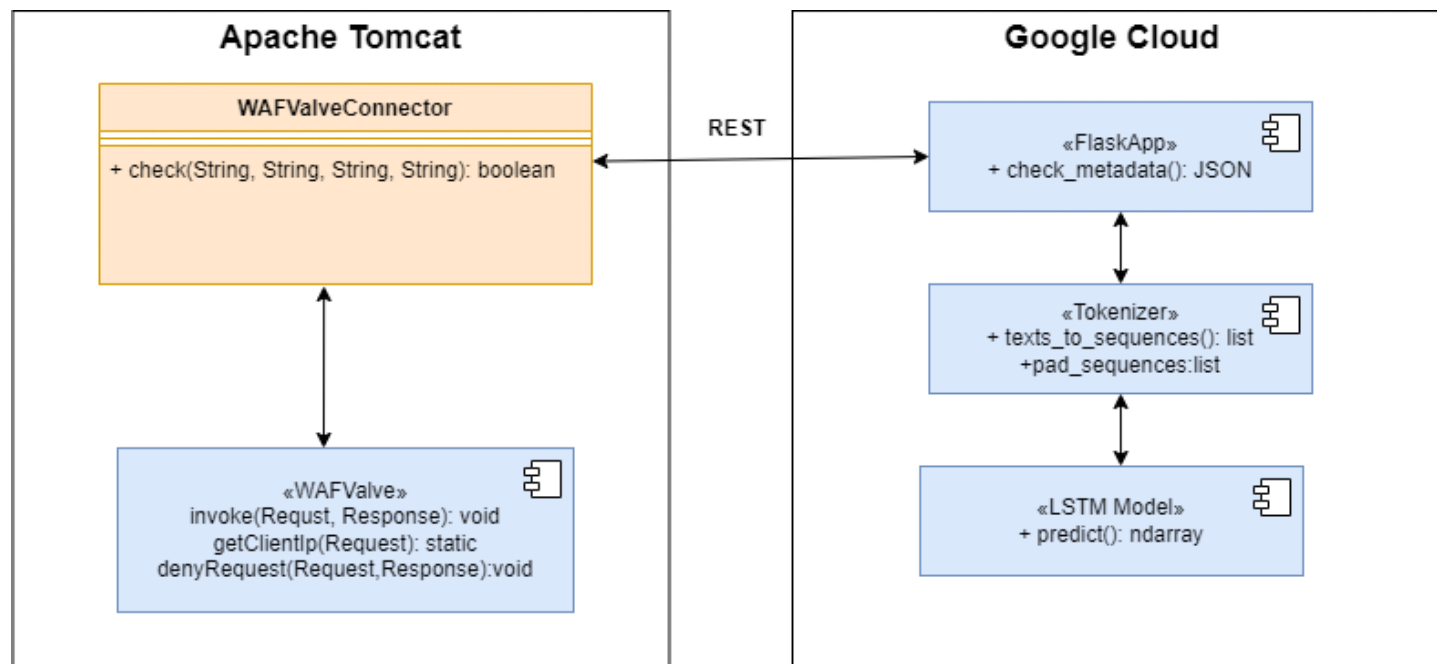 Apache Tomcat
WAFValveConnector
+ check(String, String, String, String): boolean
«WAFValve»
invoke(Requst, Response): void
getClientIp(Request): static
denyRequest(Request,Response):void
REST
Google Cloud
«FlaskApp»
+ check_metadata(): JSON
«Tokenizer»
+ texts_to_sequences(): list
+pad_sequences:list
«LSTM Model»
+ predict(): ndarray